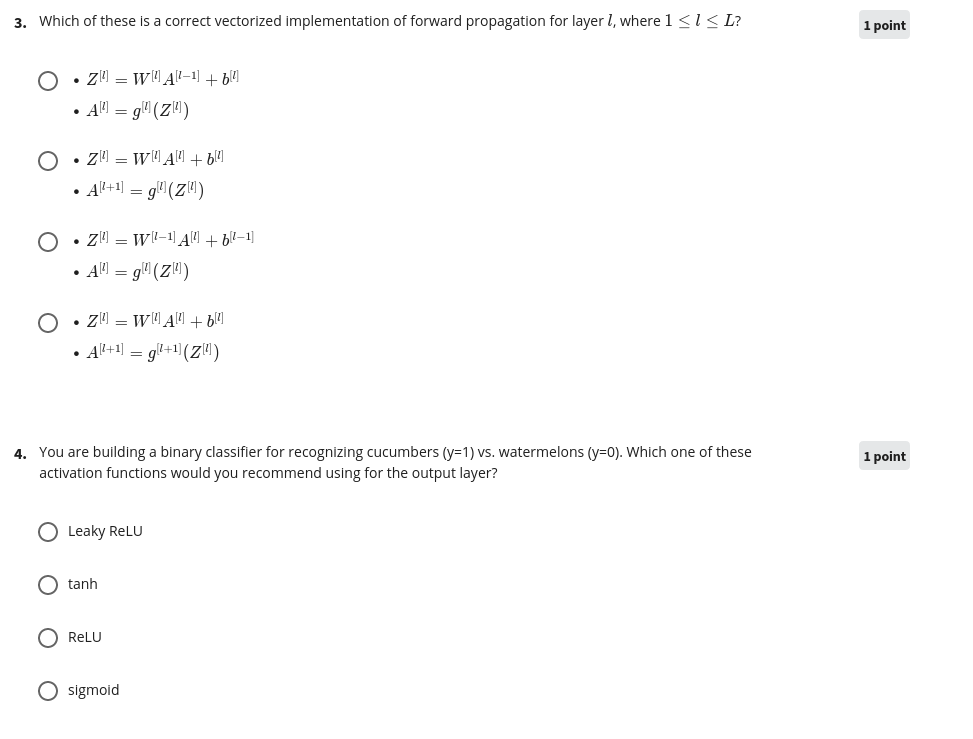 3. Which of these is a correct vectorized implementation of forward propagation for layer l, where 1 ≤ l ≤ L?
1 point
• Z^[l] = W^[l] A^[l−1] + b^[l]
• A^[l] = g^[l](Z^[l])
• Z^[l] = W^[l] A^[l] + b^[l]
• A^[l+1] = g^[l](Z^[l])
• Z^[l] = W^[l−1] A^[l] + b^[l−1]
• A^[l] = g^[l](Z^[l])
• Z^[l] = W^[l] A^[l] + b^[l]
• A^[l+1] = g^[l+1](Z^[l])
4. You are building a binary classifier for recognizing cucumbers (y=1) vs. watermelons (y=0). Which one of these
1 point
activation functions would you recommend using for the output layer?
Leaky ReLU
tanh
ReLU
sigmoid